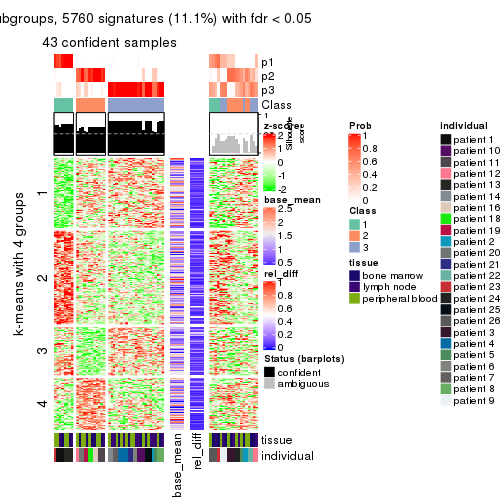 ubgroups, 5760 signatures (11.1%) with fdr < 0.05
43 confident samples
p1
p2
p3
Class
1
Silhouette
score
k-means with 4 groups
1
2
3
4
tissue
individual
base_mean
rel_diff
z-score
2
1
0
-1
-2
base_mean
2.5
2
1.5
1
0.5
rel_diff
1
0.8
0.6
0.4
0.2
0
Status (barplots)
confident
ambiguous
Prob
1
0.8
0.6
0.4
0.2
0
Class
1
2
3
tissue
bone marrow
lymph node
peripheral blood
individual
patient 1
patient 10
patient 11
patient 12
patient 13
patient 14
patient 16
patient 18
patient 19
patient 2
patient 20
patient 21
patient 22
patient 23
patient 24
patient 25
patient 26
patient 3
patient 4
patient 5
patient 6
patient 7
patient 8
patient 9